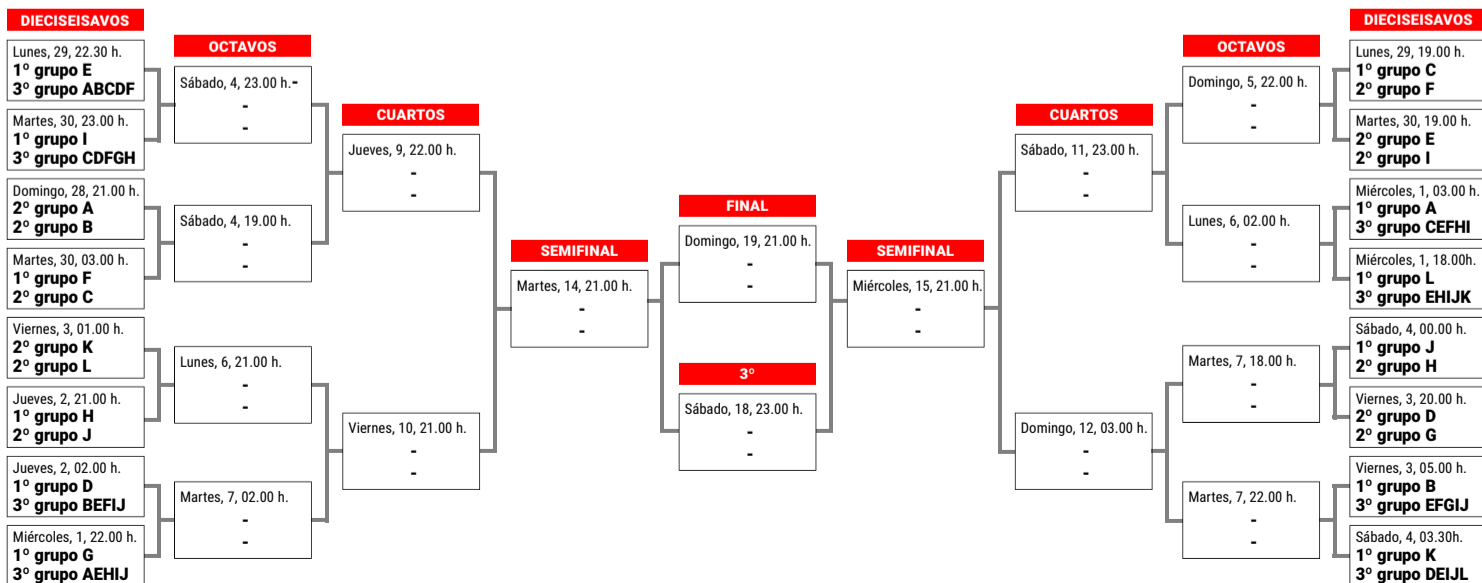 DIECISEISAVOS
Lunes, 29, 22.30 h.
1º grupo E
3º grupo ABCDF
Martes, 30, 23.00 h.
1º grupo I
3º grupo CDFGH
Domingo, 28, 21.00 h.
2º grupo A
2º grupo B
Martes, 30, 03.00 h.
1º grupo F
2º grupo C
Viernes, 3, 01.00 h.
2º grupo K
2º grupo L
Jueves, 2, 21.00 h.
1º grupo H
2º grupo J
Jueves, 2, 02.00 h.
1º grupo D
3º grupo BEFIJ
Miércoles, 1, 22.00 h.
1º grupo G
3º grupo AEHIJ
OCTAVOS
Sábado, 4, 23.00 h.-
-
-
Sábado, 4, 19.00 h.
-
-
Lunes, 6, 21.00 h.
-
-
Martes, 7, 02.00 h.
-
-
CUARTOS
Jueves, 9, 22.00 h.
-
-
Viernes, 10, 21.00 h.
-
-
SEMIFINAL
Martes, 14, 21.00 h.
-
-
FINAL
Domingo, 19, 21.00 h.
-
-
3º
Sábado, 18, 23.00 h.
-
-
SEMIFINAL
Miércoles, 15, 21.00 h.
-
-
CUARTOS
Sábado, 11, 23.00 h.
-
-
Domingo, 12, 03.00 h.
-
-
OCTAVOS
Domingo, 5, 22.00 h.
-
-
Lunes, 6, 02.00 h.
-
-
Martes, 7, 18.00 h.
-
-
Martes, 7, 22.00 h.
-
-
DIECISEISAVOS
Lunes, 29, 19.00 h.
1º grupo C
2º grupo F
Martes, 30, 19.00 h.
2º grupo E
2º grupo I
Miércoles, 1, 03.00 h.
1º grupo A
3º grupo CEFHI
Miércoles, 1, 18.00h.
1º grupo L
3º grupo EHIJK
Sábado, 4, 00.00 h.
1º grupo J
2º grupo H
Viernes, 3, 20.00 h.
2º grupo D
2º grupo G
Viernes, 3, 05.00 h.
1º grupo B
3º grupo EFGIJ
Sábado, 4, 03.30h.
1º grupo K
3º grupo DEIJL